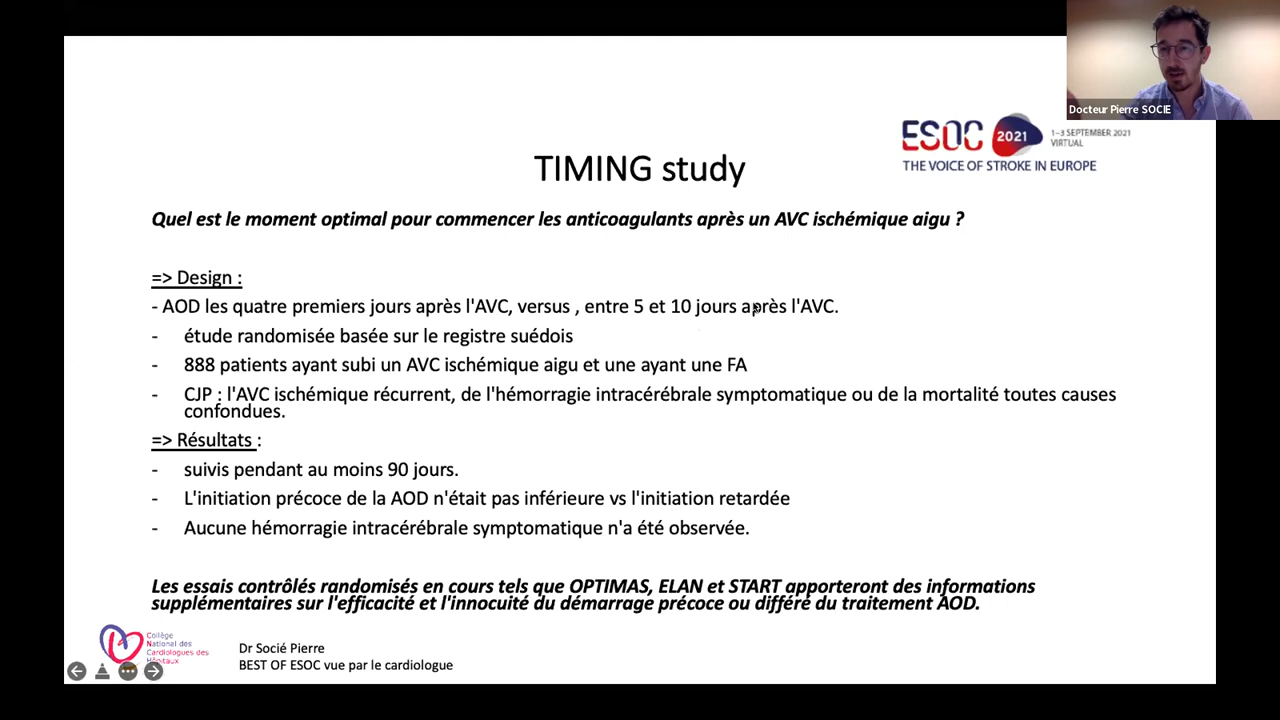 Docteur Pierre SOCIE
ESOC 2021
1-3 SEPTEMBER 2021
VIRTUAL
THE VOICE OF STROKE IN EUROPE
TIMING study
Quel est le moment optimal pour commencer les anticoagulants après un AVC ischémique aigu ?
=> Design :
- AOD les quatre premiers jours après l'AVC, versus , entre 5 et 10 jours après l'AVC.
- étude randomisée basée sur le registre suédois
- 888 patients ayant subi un AVC ischémique aigu et une ayant une FA
- CJP : l'AVC ischémique récurrent, de l'hémorragie intracérébrale symptomatique ou de la mortalité toutes causes
confondues.
=> Résultats :
- suivis pendant au moins 90 jours.
- L'initiation précoce de la AOD n'était pas inférieure vs l'initiation retardée
- Aucune hémorragie intracérébrale symptomatique n'a été observée.
Les essais contrôlés randomisés en cours tels que OPTIMAS, ELAN et START apporteront des informations
supplémentaires sur l'efficacité et l'innocuité du démarrage précoce ou différé du traitement AOD.
Collège
National des
Cardiologues des
Hôpitaux
Dr Socié Pierre
BEST OF ESOC vue par le cardiologue